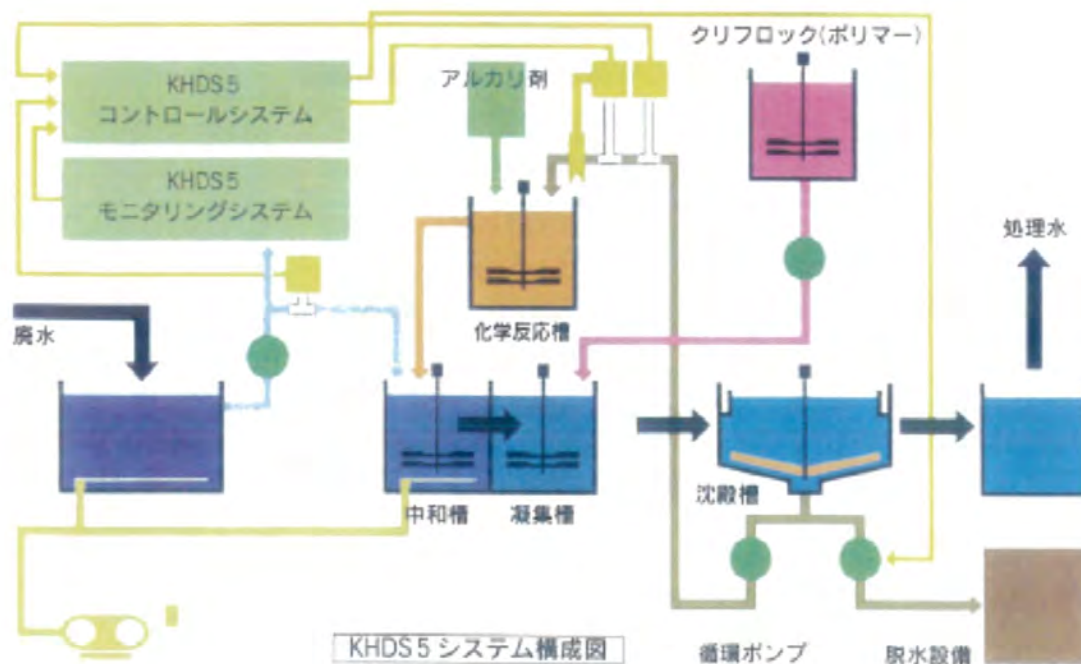 クリフロック(ポリマー)
KHDS5
コントロールシステム
アルカリ剤
KHDS5
モニタリングシステム
処理水
廃水
化学反応槽
沈殿槽
中和槽
凝集槽
KHDS5 システム構成図
循環ポンプ
脱水設備